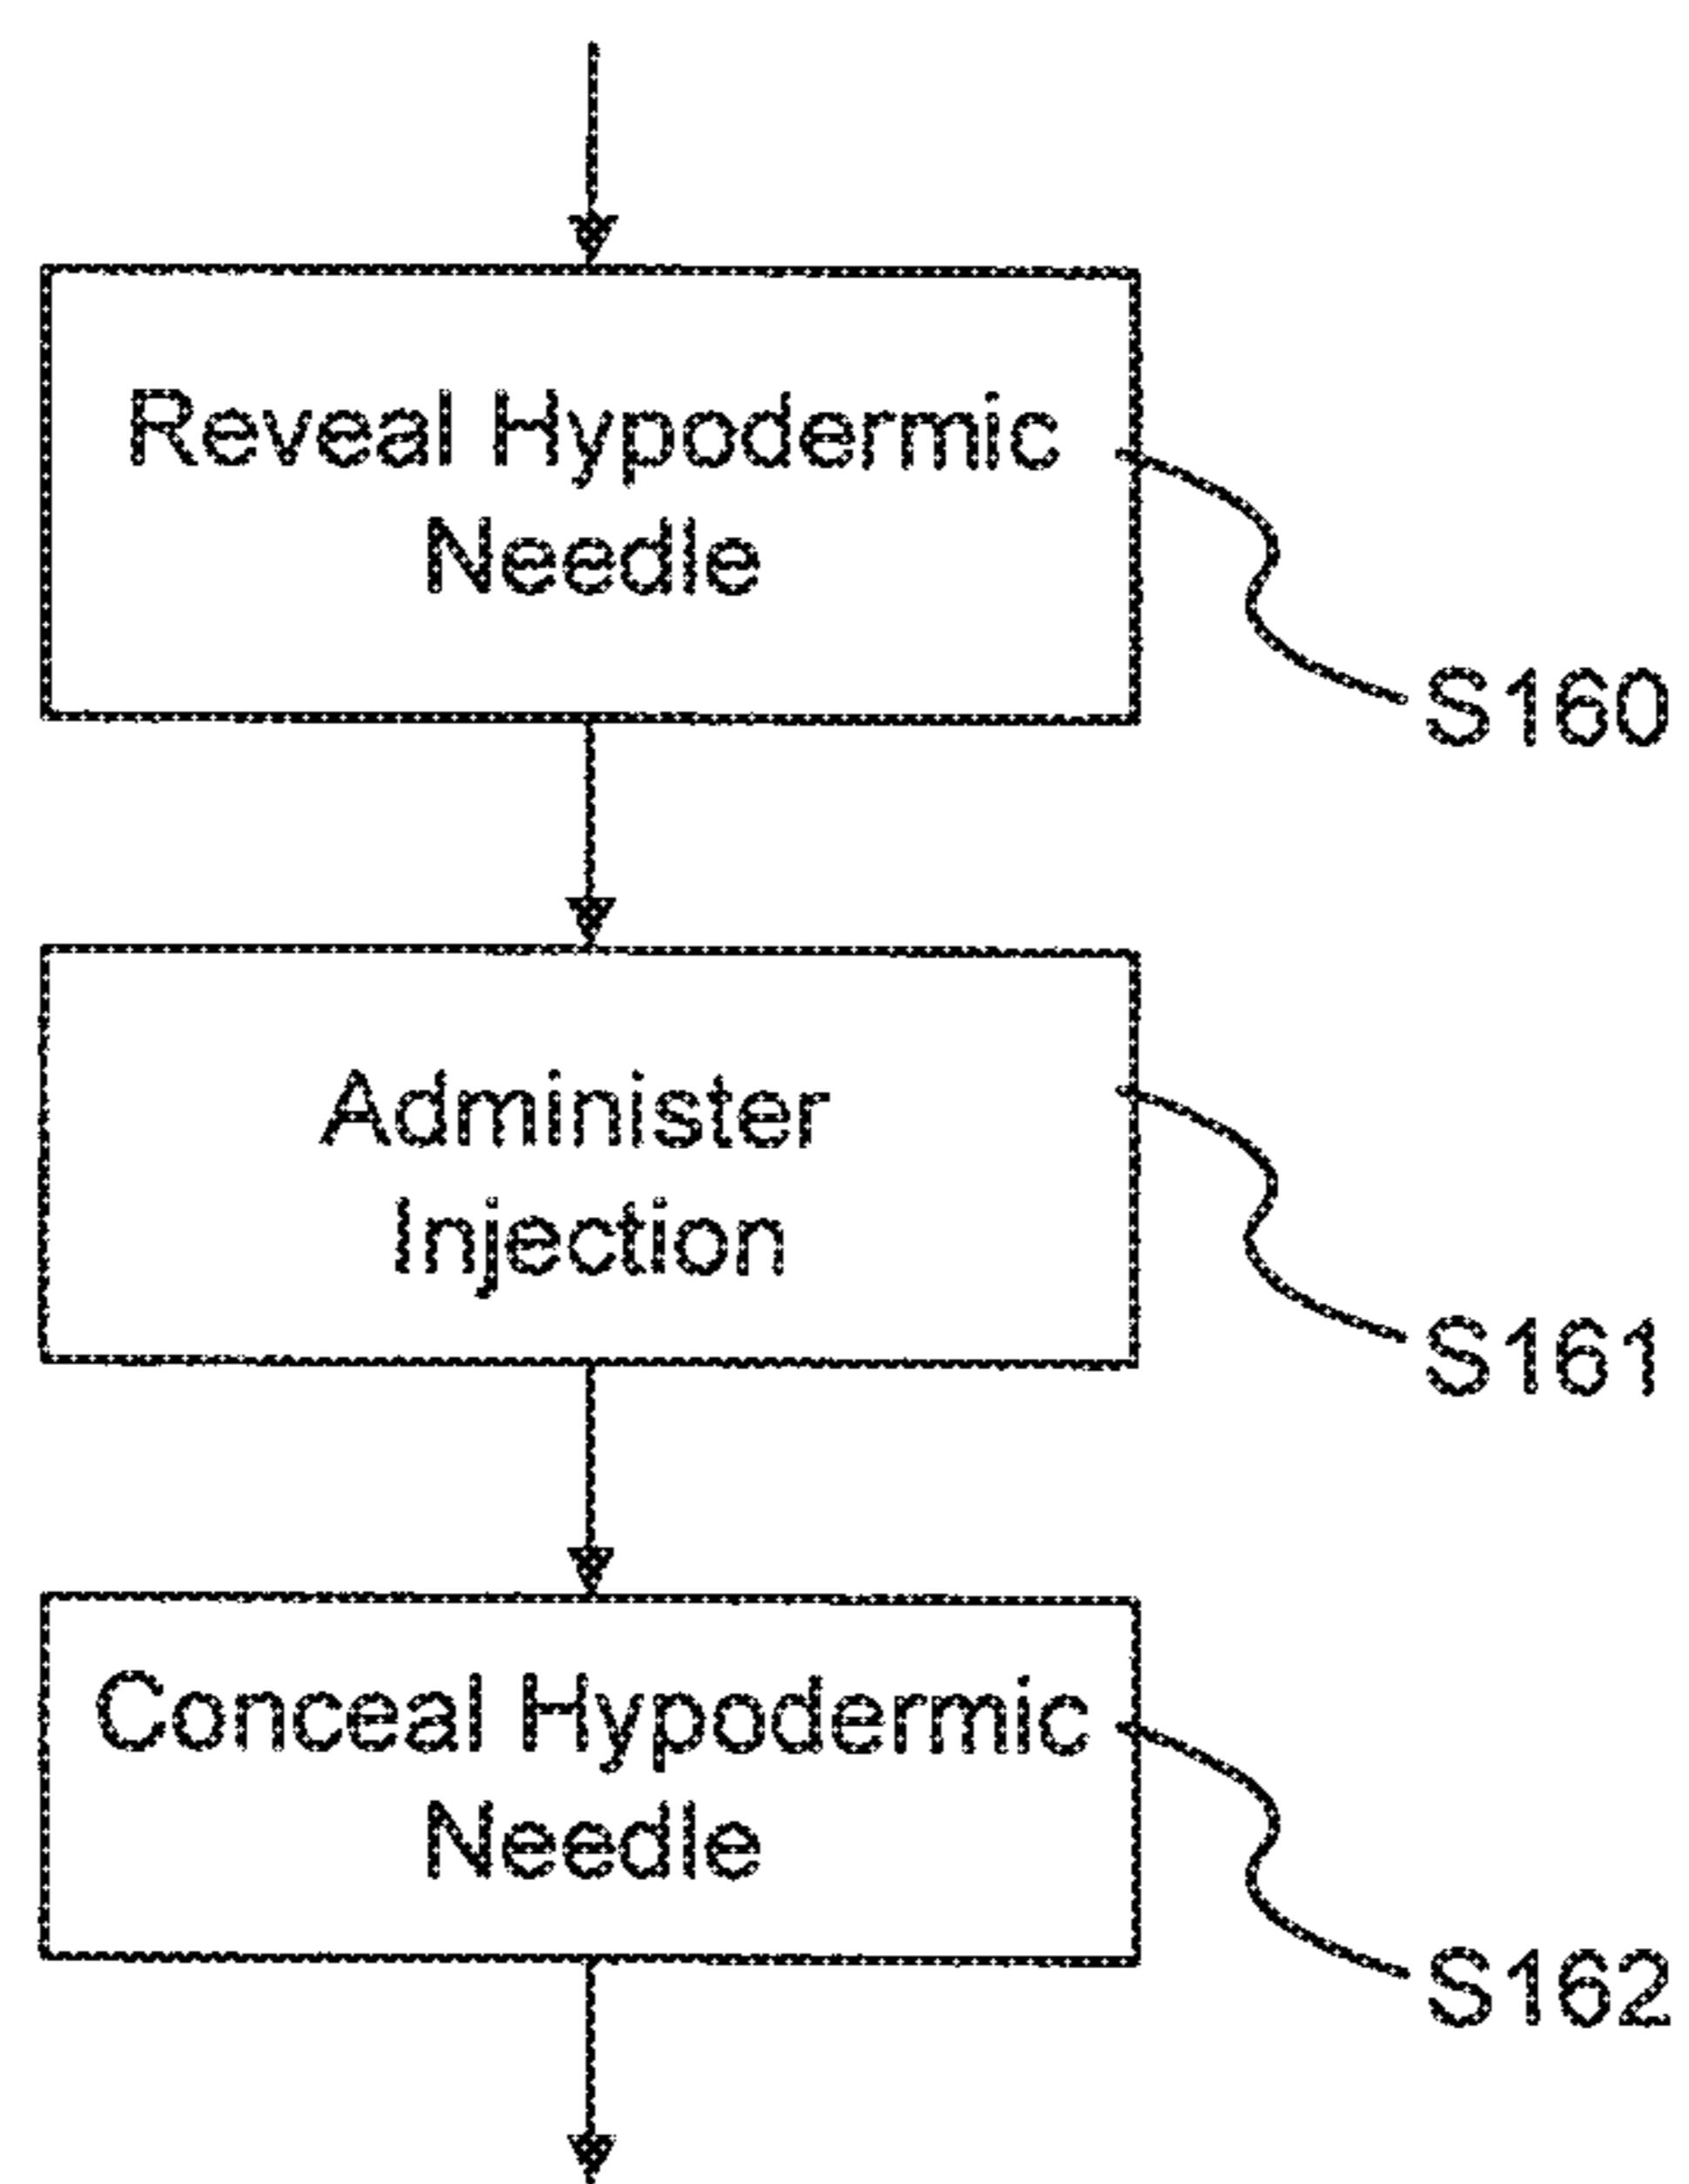 Reveal Hypodermic
Needle
S160
Administer
Injection
S161
Conceal Hypodermic
Needle
S162